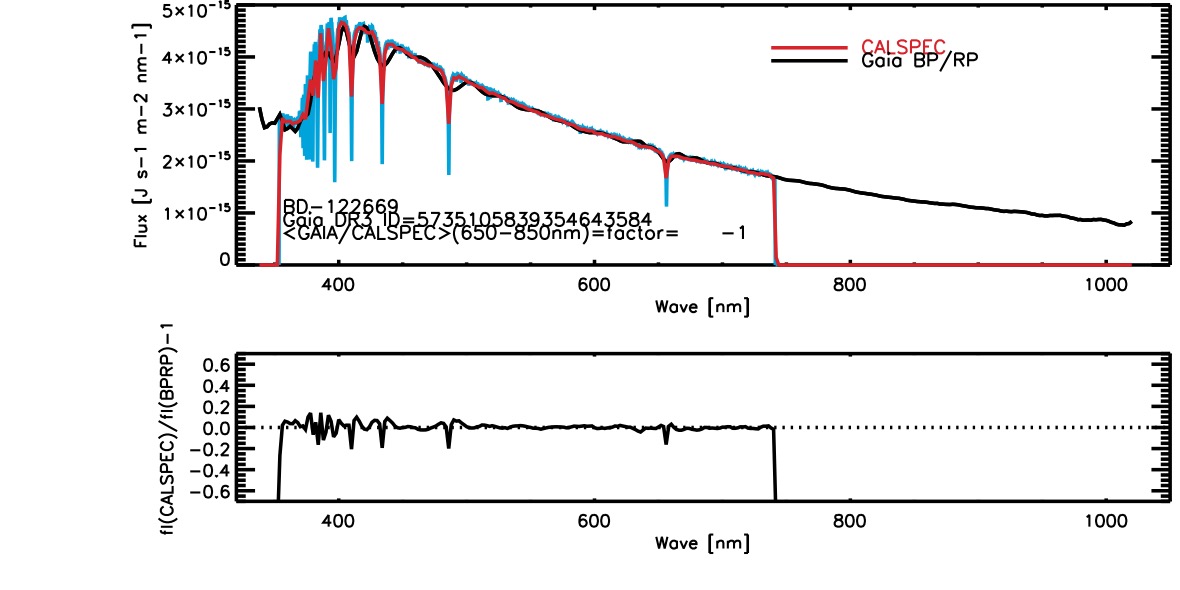 5×10⁻¹⁵
4×10⁻¹⁵
3×10⁻¹⁵
2×10⁻¹⁵
1×10⁻¹⁵
0
Flux [J s−1 m−2 nm−1]
CALSPEC
Gaia BP/RP
BD−122669
Gaia DR3 ID=5735105839354643584
<GAIA/CALSPEC>(650−850nm)=factor= −1
400 600 800 1000
Wave [nm]
0.6
0.4
0.2
0.0
−0.2
−0.4
−0.6
fl(CALSPEC)/fl(BPRP)−1
400 600 800 1000
Wave [nm]